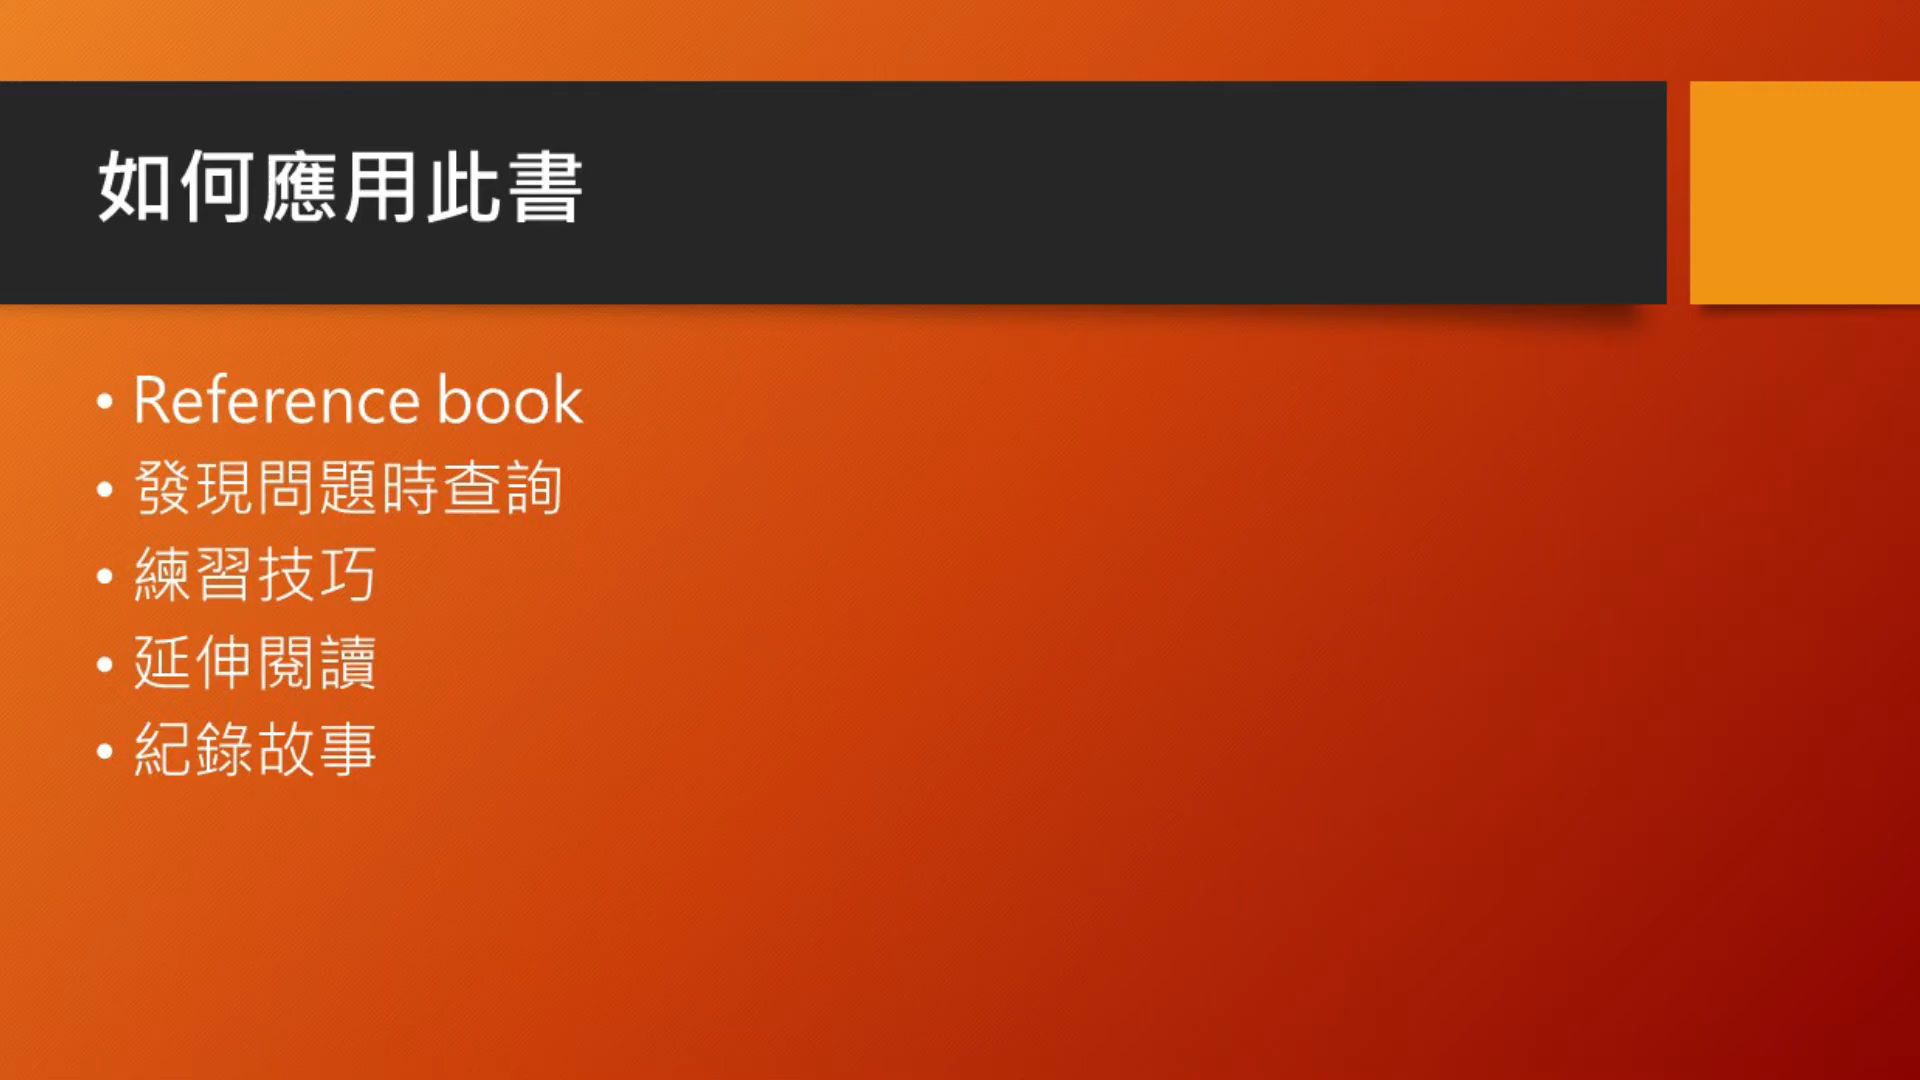 如何應用此書
• Reference book
• 發現問題時查詢
• 練習技巧
• 延伸閱讀
• 紀錄故事